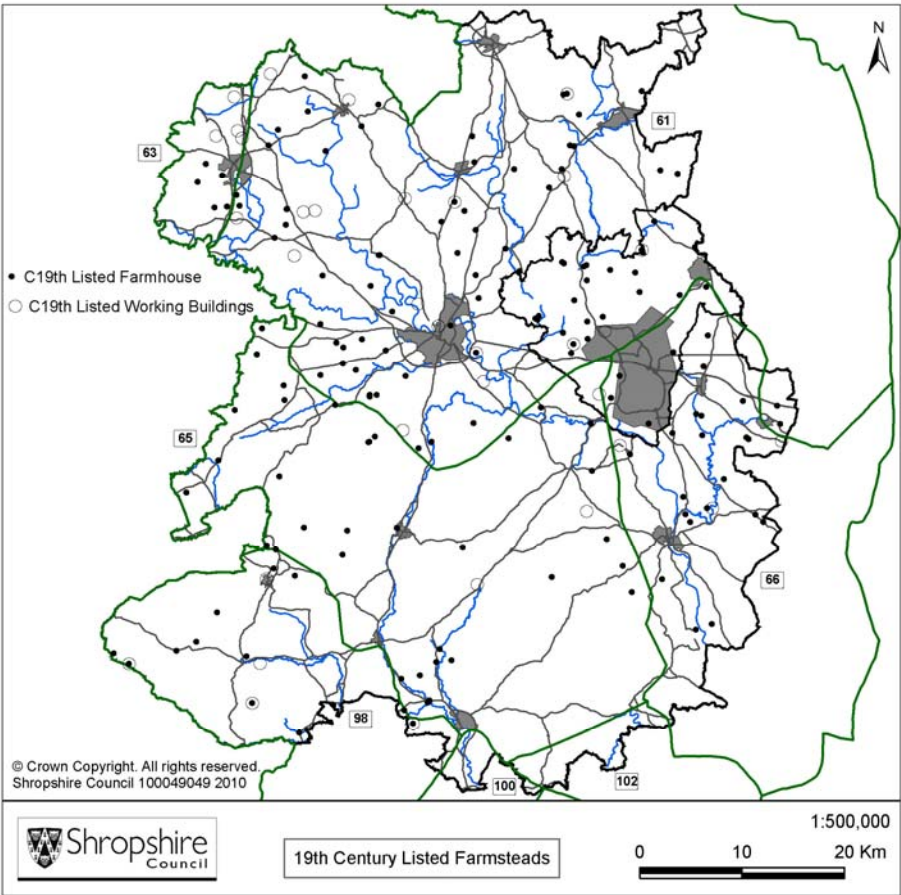 N
61
63
C19th Listed Farmhouse
C19th Listed Working Buildings
65
66
98
© Crown Copyright. All rights reserved.
Shropshire Council 100049049 2010
100
102
Shropshire
Council
19th Century Listed Farmsteads
1:500,000
0 10 20 Km